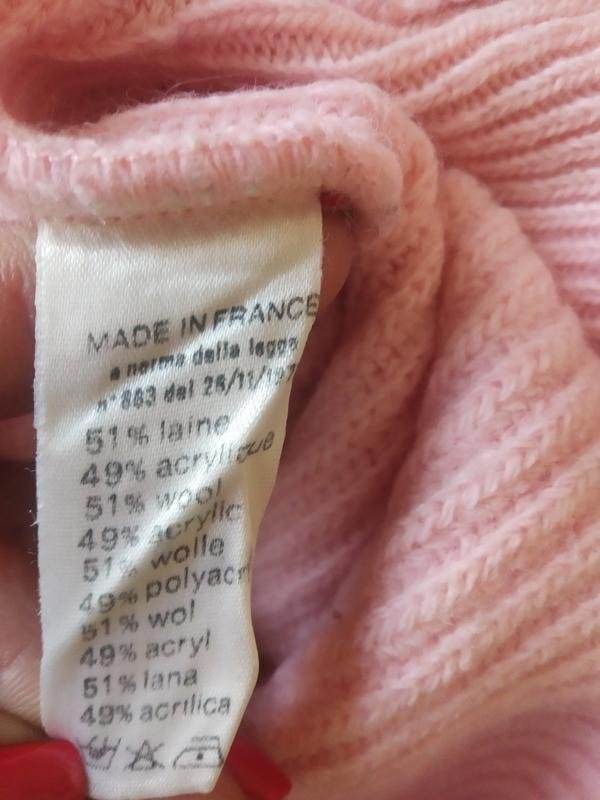 MADE IN FRANCE
a norma della legge
n°883 del 26/11/197
51% laine
49% acrylique
51% wool
49% acrylic
51% wolle
49% polyacr
51% wol
49% acryl
51% lana
49% acrilica